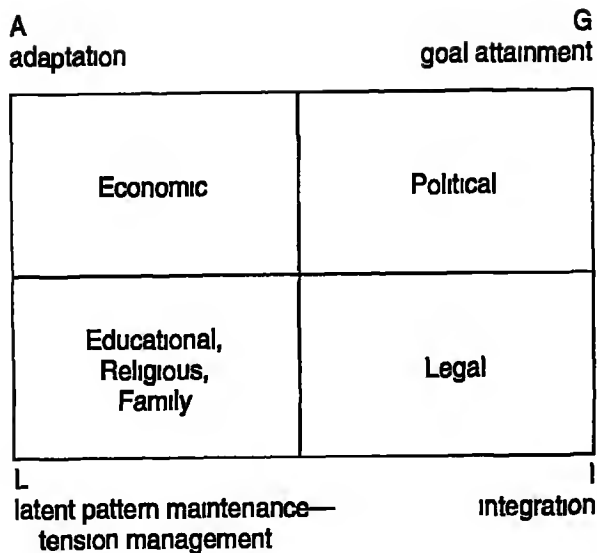 A
adaptation
G
goal attainment
Economic
Political
Educational,
Religious,
Family
Legal
L
latent pattern maintenance—
tension management
I
integration